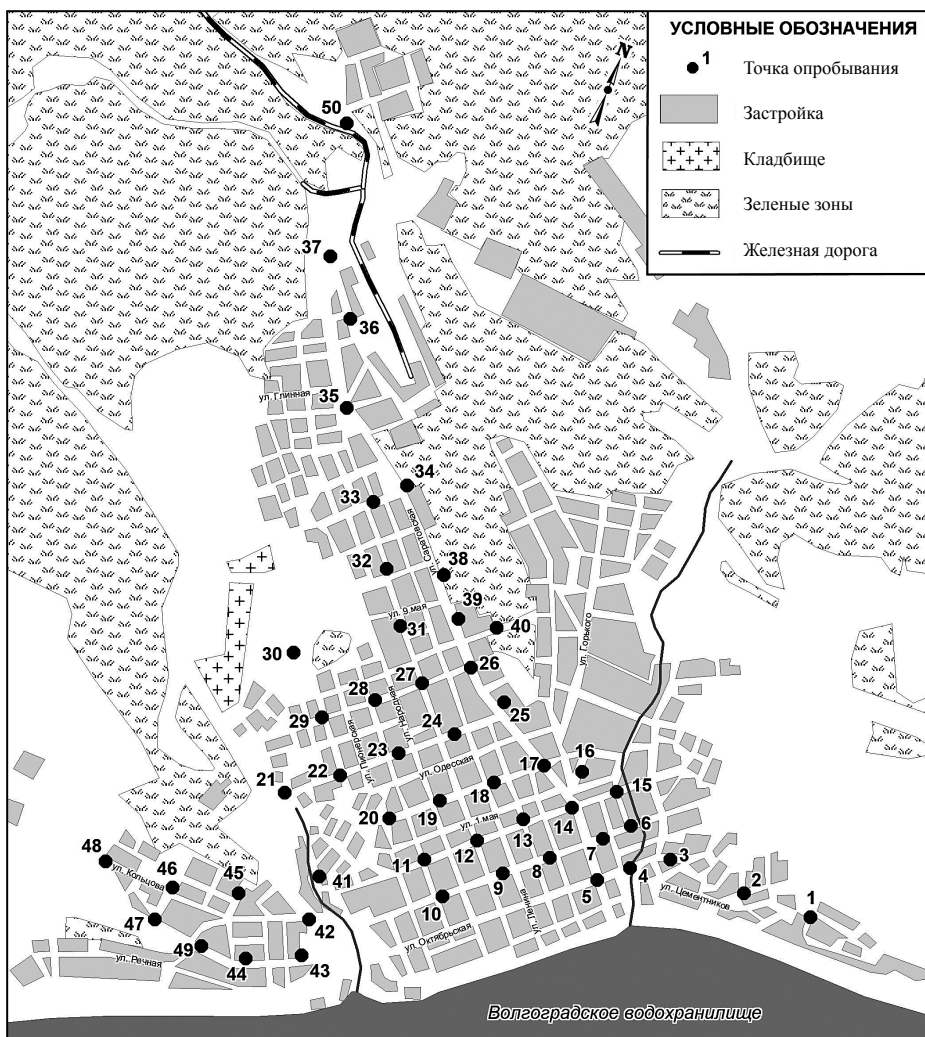 УСЛОВНЫЕ ОБОЗНАЧЕНИЯ
1 Точка опробывания
Застройка
Кладбище
Зеленые зоны
Железная дорога
N
50
37
36
ул. Глинная
35
34
33
ул. Саратовская
32
38
ул. 9 мая
39
31
40
ул. Горького
30
26
27
28
ул. Народная
25
29
24
ул. Пионерская
23
ул. Одесская
17
16
22
21
18
15
19
20
ул. 1 мая
14
13
6
12
7
48
11
8
3
46
45
41
9
4
ул. Кольцова
5
ул. Цементников
2
10
ул. Ленина
1
47
42
ул. Октябрьская
49
ул. Речная
44
43
Волгоградское водохранилище